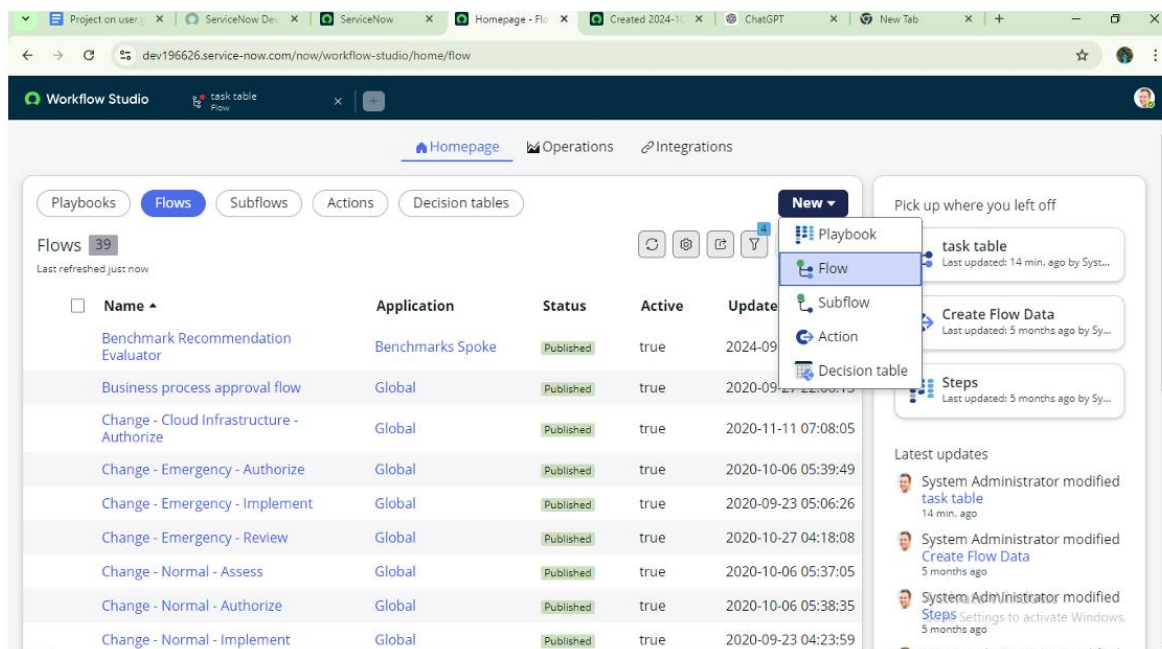 Project on user,g
ServiceNow Dev
ServiceNow
Homepage - Flo
Created 2024-10
ChatGPT
New Tab
dev196626.service-now.com/now/workflow-studio/home/flow
Workflow Studio
task table
Flow
Homepage
Operations
Integrations
Playbooks
Flows
Subflows
Actions
Decision tables
New
Playbook
Flow
Subflow
Action
Decision table
Flows 39
4
Last refreshed just now
Name Application Status Active Update
Benchmark Recommendation
Evaluator
Benchmarks Spoke Published true 2024-09
Business process approval flow Global Published true 2020-09-27 22:06:15
Change - Cloud Infrastructure -
Authorize
Global Published true 2020-11-11 07:08:05
Change - Emergency - Authorize Global Published true 2020-10-06 05:39:49
Change - Emergency - Implement Global Published true 2020-09-23 05:06:26
Change - Emergency - Review Global Published true 2020-10-27 04:18:08
Change - Normal - Assess Global Published true 2020-10-06 05:37:05
Change - Normal - Authorize Global Published true 2020-10-06 05:38:35
Change - Normal - Implement Global Published true 2020-09-23 04:23:59
Pick up where you left off
task table
Last updated: 14 min. ago by Syst...
Create Flow Data
Last updated: 5 months ago by Sy...
Steps
Last updated: 5 months ago by Sy...
Latest updates
System Administrator modified
task table
14 min. ago
System Administrator modified
Create Flow Data
5 months ago
System Administrator modified
Steps
Settings to activate Windows.
5 months ago